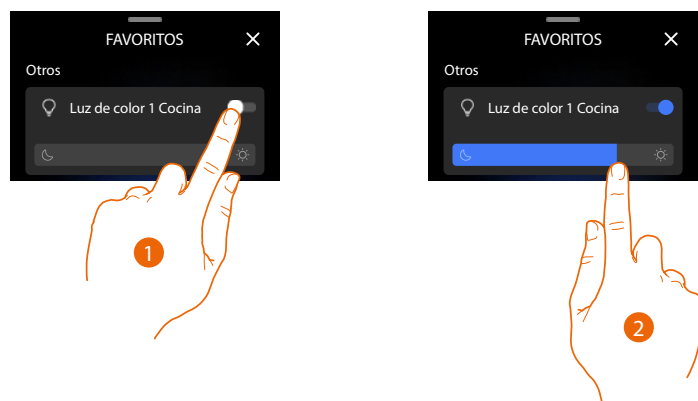 FAVORITOS
Otros
Luz de color 1 Cocina
1
FAVORITOS
Otros
Luz de color 1 Cocina
2